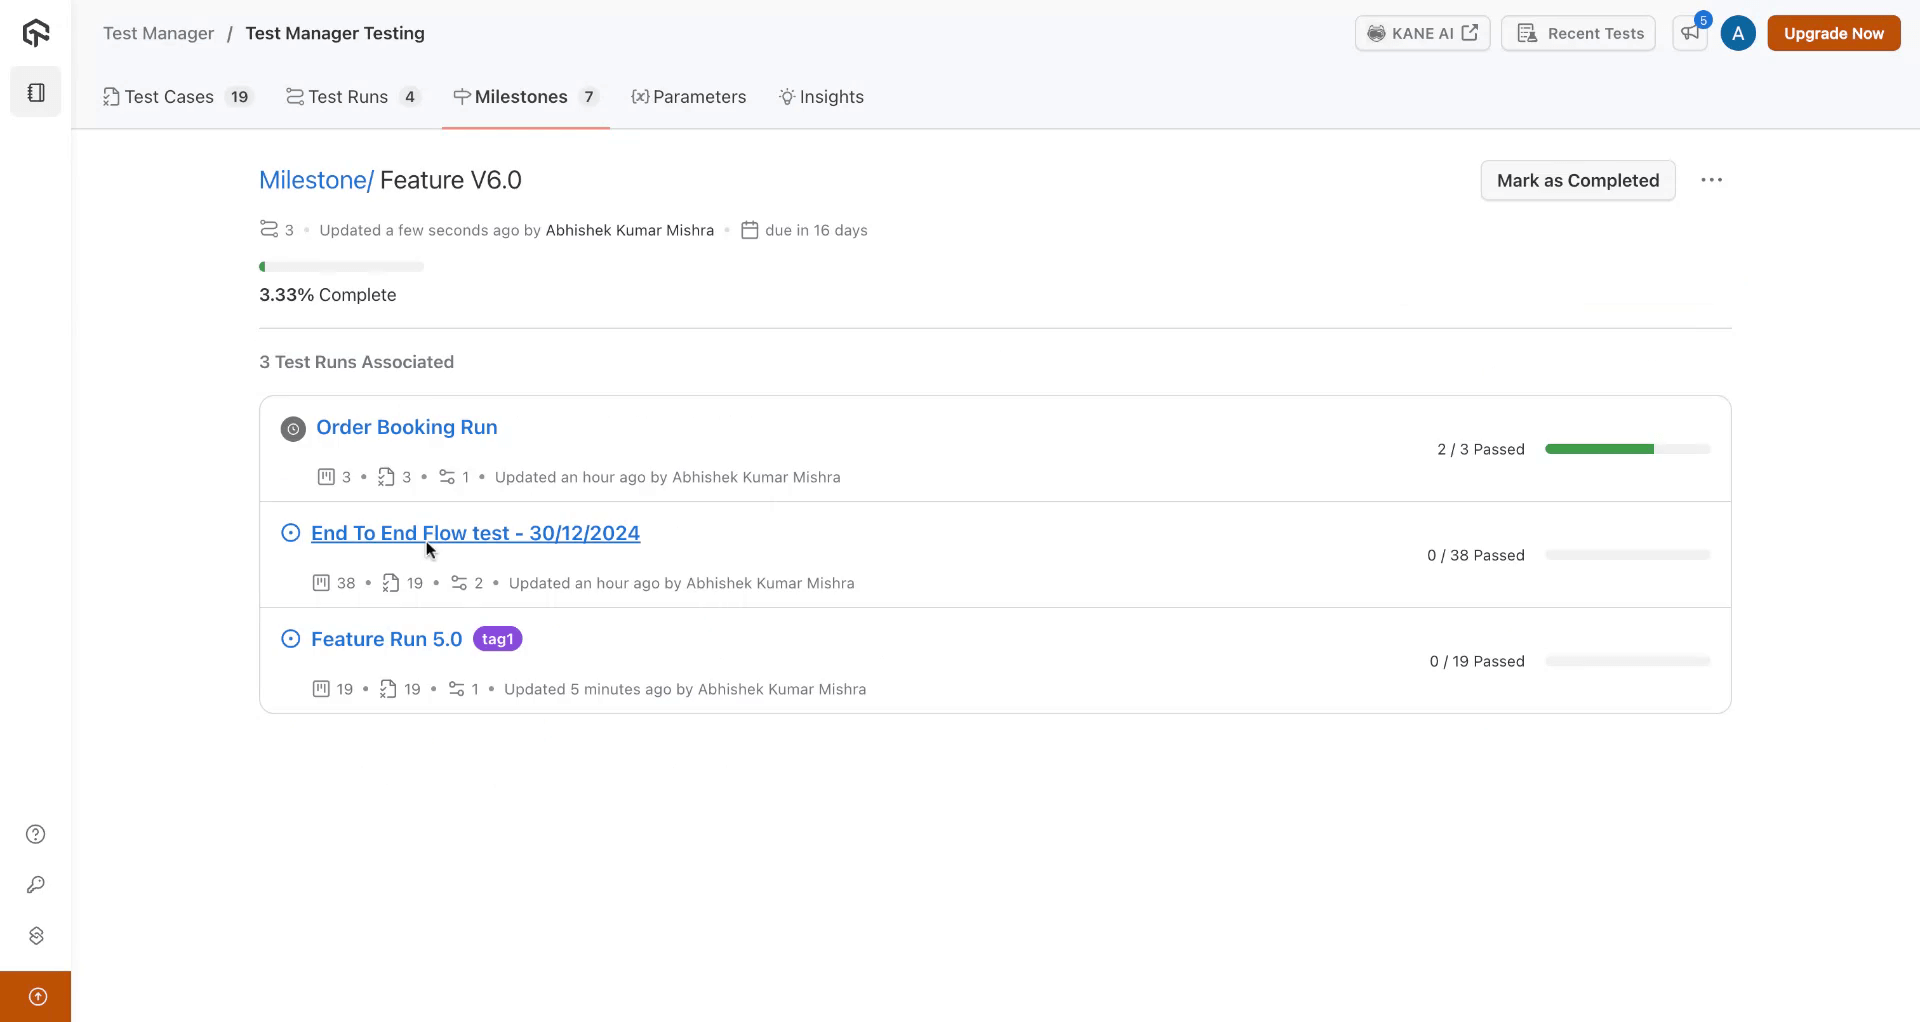 Test Manager / Test Manager Testing
KANE AI
Recent Tests
5
A
Upgrade Now
Test Cases 19
Test Runs 4
Milestones 7
{x} Parameters
Insights
Milestone/ Feature V6.0
Mark as Completed
3 • Updated a few seconds ago by Abhishek Kumar Mishra • due in 16 days
3.33% Complete
3 Test Runs Associated
Order Booking Run
2 / 3 Passed
3 • 3 • 1 • Updated an hour ago by Abhishek Kumar Mishra
End To End Flow test - 30/12/2024
0 / 38 Passed
38 • 19 • 2 • Updated an hour ago by Abhishek Kumar Mishra
Feature Run 5.0 tag1
0 / 19 Passed
19 • 19 • 1 • Updated 5 minutes ago by Abhishek Kumar Mishra